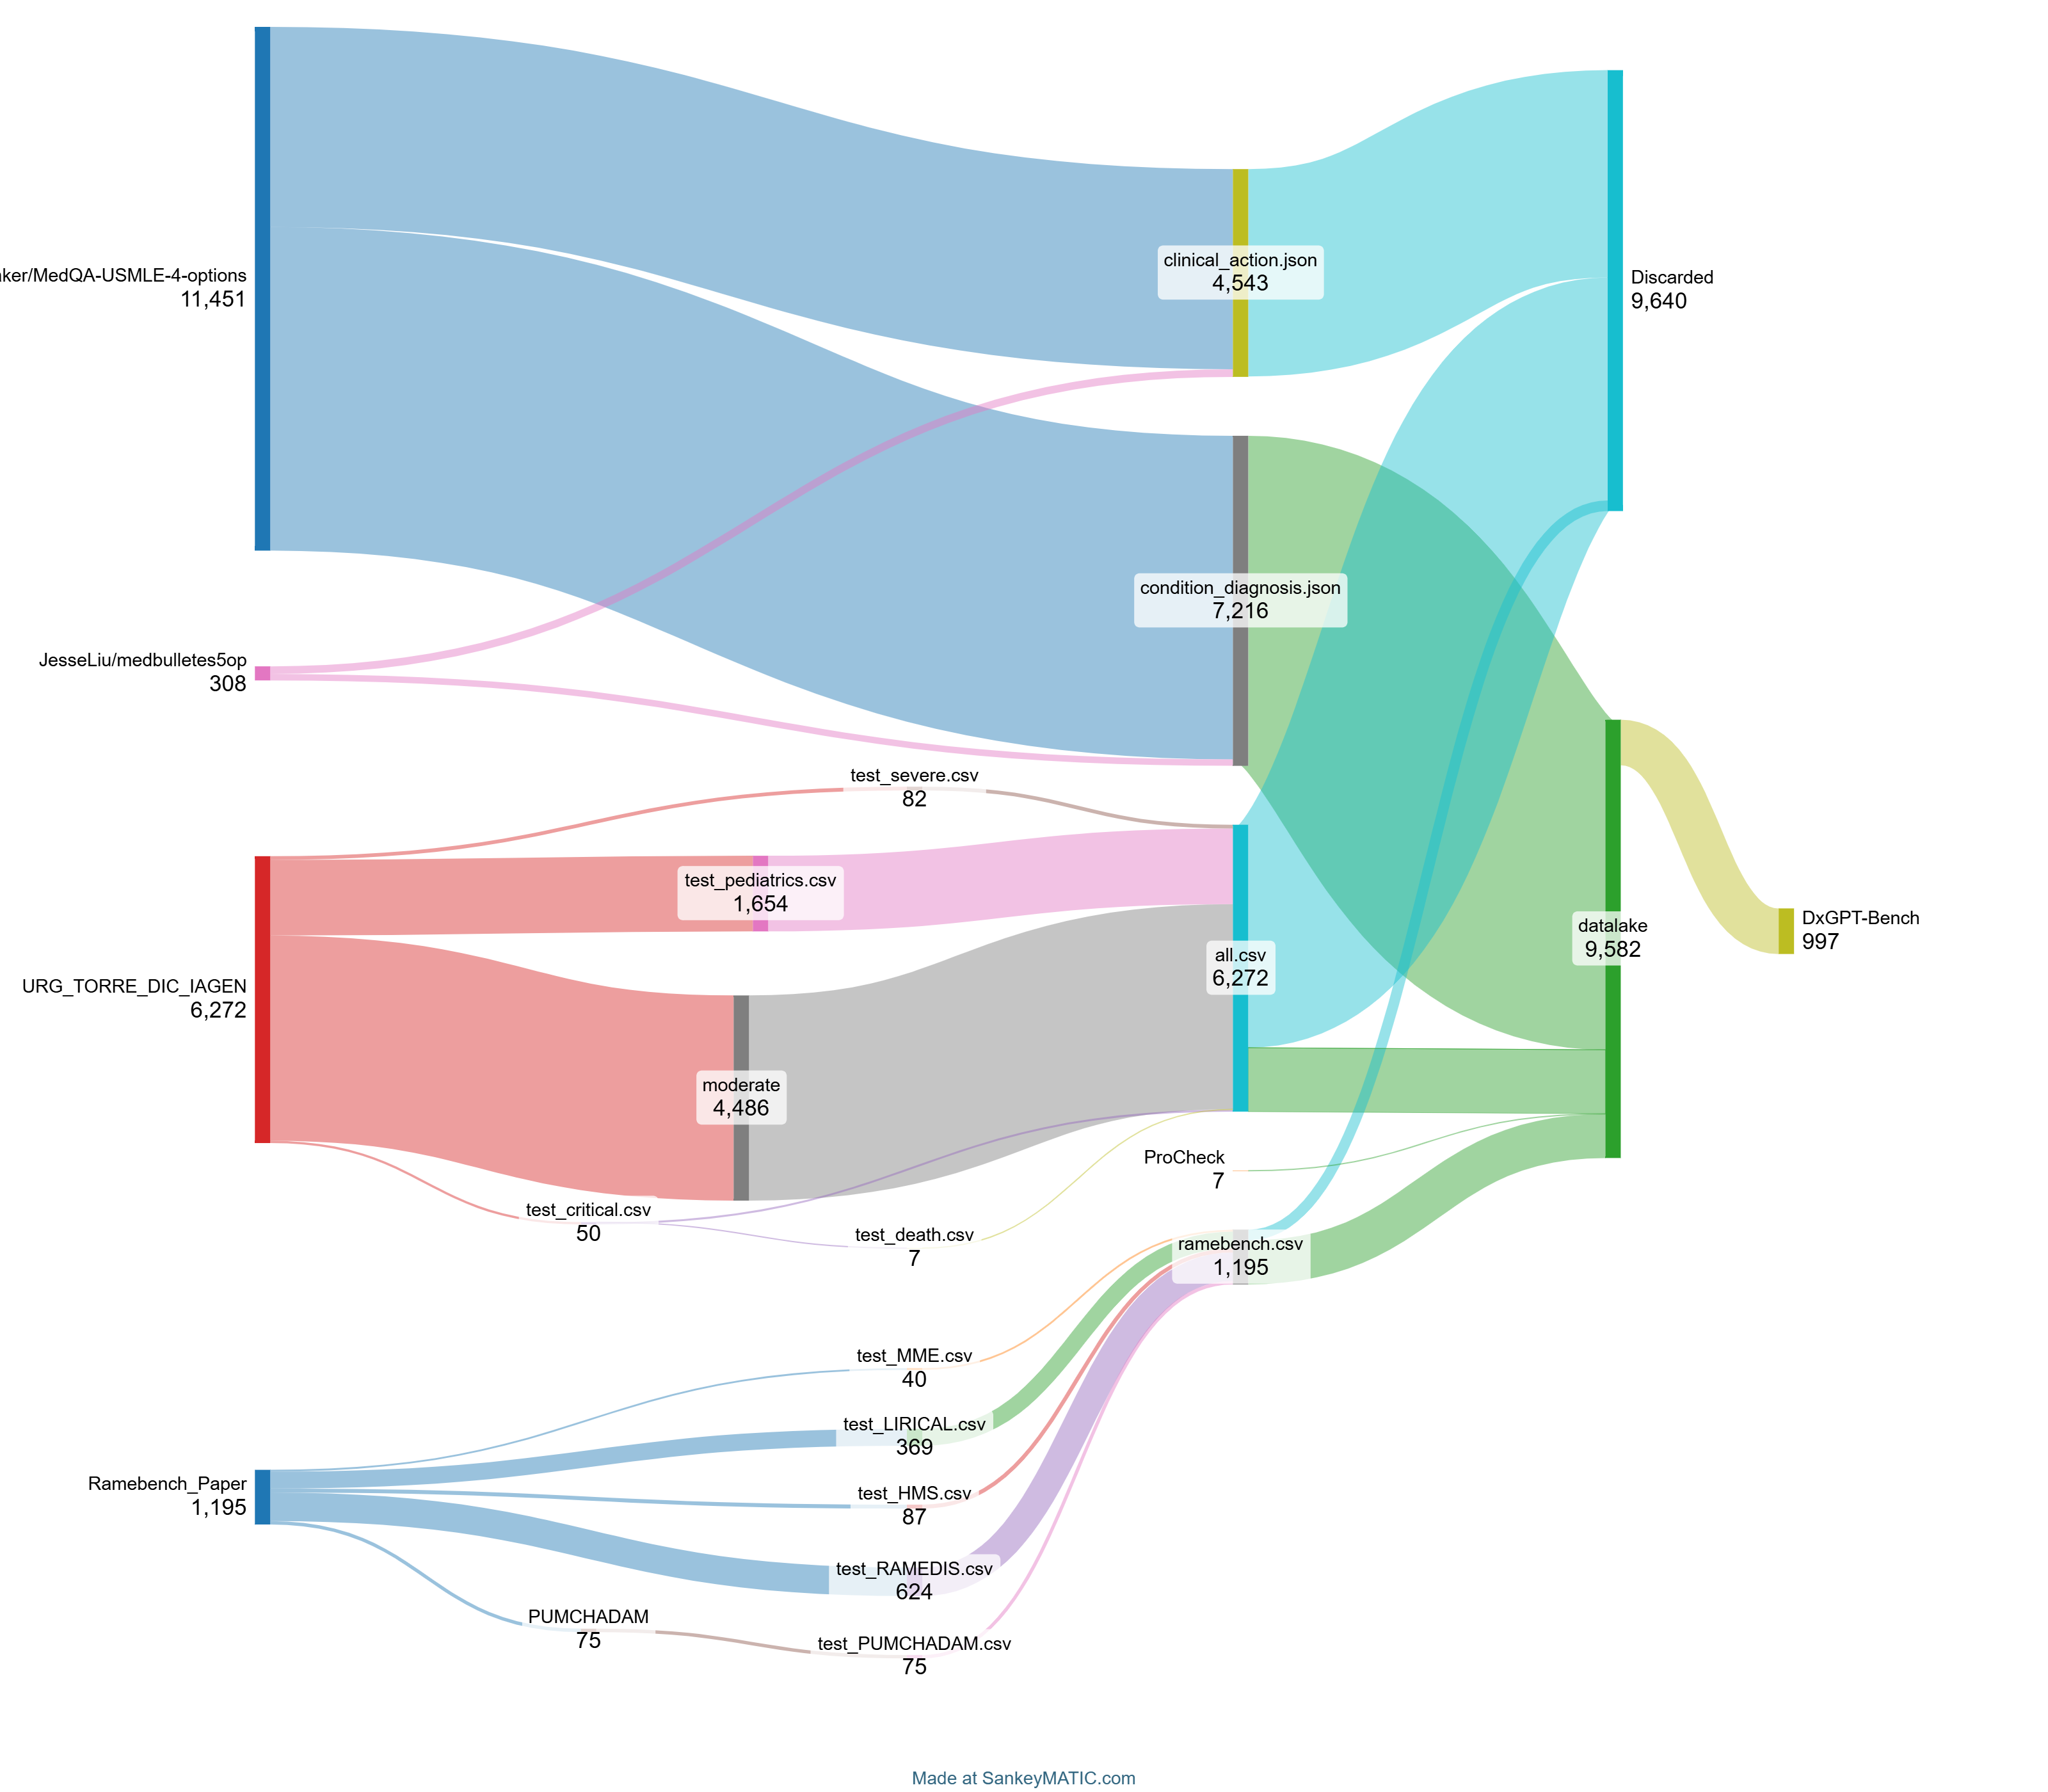 ker/MedQA-USMLE-4-options
11,451
clinical_action.json
4,543
Discarded
9,640
condition_diagnosis.json
7,216
JesseLiu/medbulletes5op
308
test_severe.csv
82
test_pediatrics.csv
1,654
URG_TORRE_DIC_IAGEN
6,272
moderate
4,486
all.csv
6,272
datalake
9,582
DxGPT-Bench
997
test_critical.csv
50
test_death.csv
7
ProCheck
7
ramebench.csv
1,195
test_MME.csv
40
test_LIRICAL.csv
369
Ramebench_Paper
1,195
test_HMS.csv
87
test_RAMEDIS.csv
624
PUMCHADAM
75
test_PUMCHADAM.csv
75
Made at SankeyMATIC.com